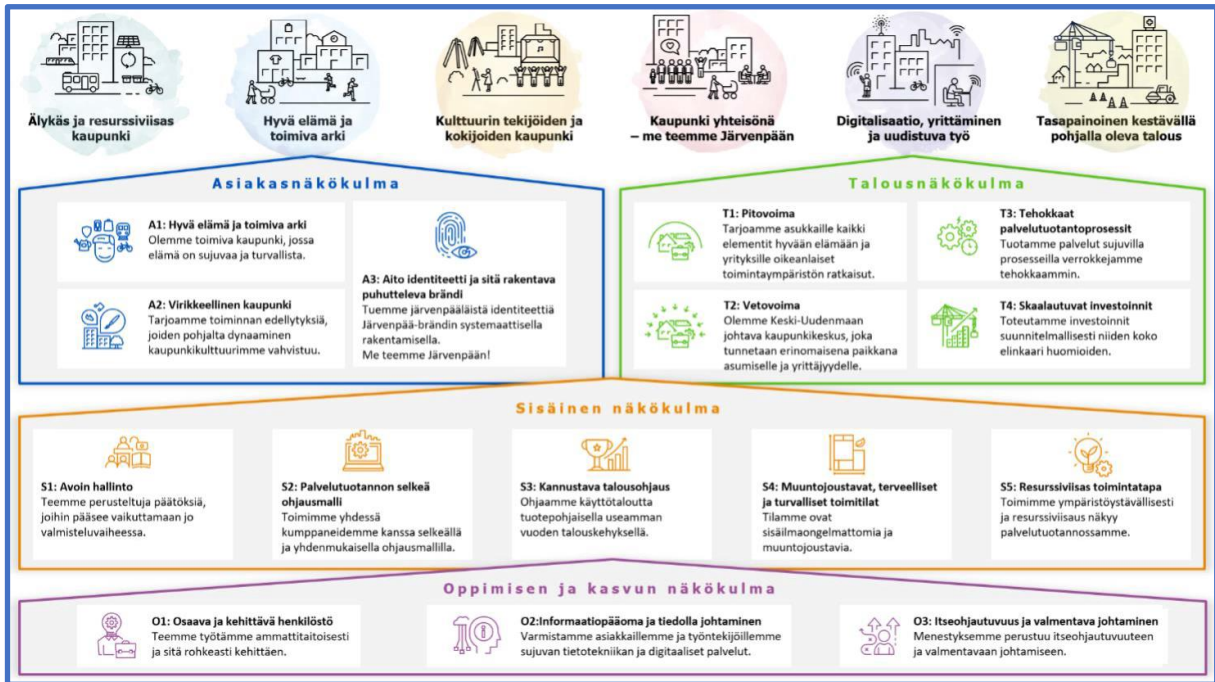 Älykäs ja resurssiviisas
kaupunki
Hyvä elämä ja
toimiva arki
Kulttuurin tekijöiden ja
kokijoiden kaupunki
Kaupunki yhteisönä
– me teemme Järvenpään
Digitalisaatio, yrittäminen
ja uudistuva työ
Tasapainoinen kestävällä
pohjalla oleva talous
Asiakasnäkökulma
A1: Hyvä elämä ja toimiva arki
Olemme toimiva kaupunki, jossa
elämä on sujuvaa ja turvallista.
A2: Virikkeellinen kaupunki
Tarjoamme toiminnan edellytyksiä,
joiden pohjalta dynaaminen
kaupunkikulttuurimme vahvistuu.
A3: Aito identiteetti ja sitä rakentava
puhutteleva brändi
Tuemme järvenpääläistä identiteettiä
Järvenpää-brändin systemaattisella
rakentamisella.
Me teemme Järvenpään!
Talousnäkökulma
T1: Pitovoima
Tarjoamme asukkaille kaikki
elementit hyvään elämään ja
yrityksille oikeanlaiset
toimintaympäristön ratkaisut.
T2: Vetovoima
Olemme Keski-Uudenmaan
johtava kaupunkikeskus, joka
tunnetaan erinomaisena paikkana
asumiselle ja yrittäjyydelle.
T3: Tehokkaat
palvelutuotantoprosessit
Tuotamme palvelut sujuvilla
prosesseilla verrokkejamme
tehokkaammin.
T4: Skaalautuvat investoinnit
Toteutamme investoinnit
suunnitelmallisesti niiden koko
elinkaari huomioiden.
Sisäinen näkökulma
S1: Avoin hallinto
Teemme perusteltuja päätöksiä,
joihin pääsee vaikuttamaan jo
valmisteluvaiheessa.
S2: Palvelutuotannon selkeä
ohjausmalli
Toimimme yhdessä
kumppaneidemme kanssa selkeällä
ja yhdenmukaisella ohjausmallilla.
S3: Kannustava talousohjaus
Ohjaamme käyttötaloutta
tuotepohjaisella useamman
vuoden talouskehyksellä.
S4: Muuntojoustavat, terveelliset
ja turvalliset toimitilat
Tilamme ovat
sisäilmaongelmattomia ja
muuntojoustavia.
S5: Resurssiviisas toimintatapa
Toimimme ympäristöystävällisesti
ja resurssiviisaus näkyy
palvelutuotannossamme.
Oppimisen ja kasvun näkökulma
O1: Osaava ja kehittävä henkilöstö
Teemme työtämme ammattitaitoisesti
ja sitä rohkeasti kehittäen.
O2:Informaatiopääoma ja tiedolla johtaminen
Varmistamme asiakkaillemme ja työntekijöillemme
sujuvan tietotekniikan ja digitaaliset palvelut.
O3: Itseohjautuvuus ja valmentava johtaminen
Menestyksemme perustuu itseohjautuvuuteen
ja valmentavaan johtamiseen.